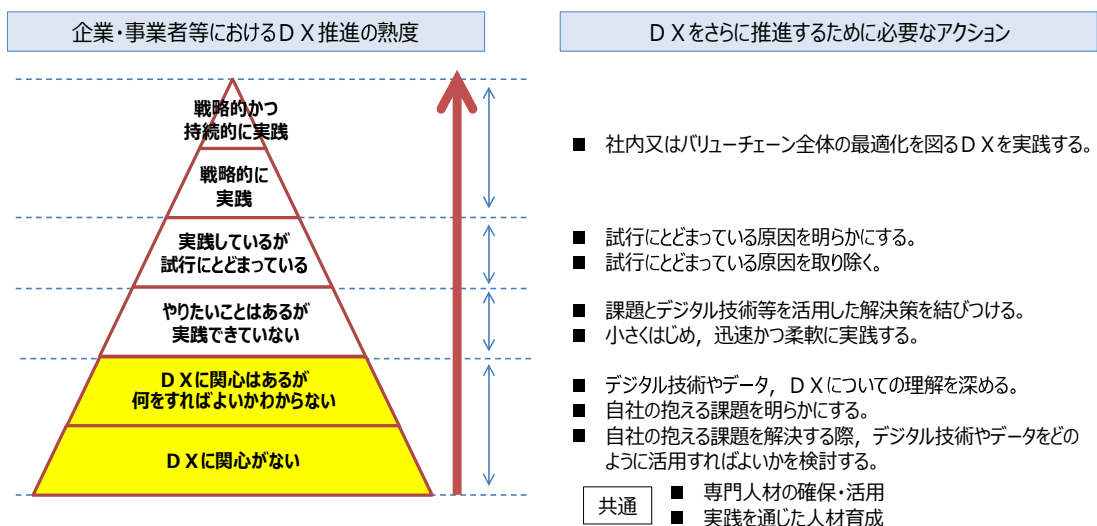 企業・事業者等におけるＤＸ推進の熟度
戦略的かつ
持続的に実践
戦略的に
実践
実践しているが
試行にとどまっている
やりたいことはあるが
実践できていない
ＤＸに関心はあるが
何をすればよいかわからない
ＤＸに関心がない
ＤＸをさらに推進するために必要なアクション
■ 社内又はバリューチェーン全体の最適化を図るＤＸを実践する。
■ 試行にとどまっている原因を明らかにする。
■ 試行にとどまっている原因を取り除く。
■ 課題とデジタル技術等を活用した解決策を結びつける。
■ 小さくはじめ，迅速かつ柔軟に実践する。
■ デジタル技術やデータ，ＤＸについての理解を深める。
■ 自社の抱える課題を明らかにする。
■ 自社の抱える課題を解決する際，デジタル技術やデータをどの
ように活用すればよいかを検討する。
共通
■ 専門人材の確保・活用
■ 実践を通じた人材育成